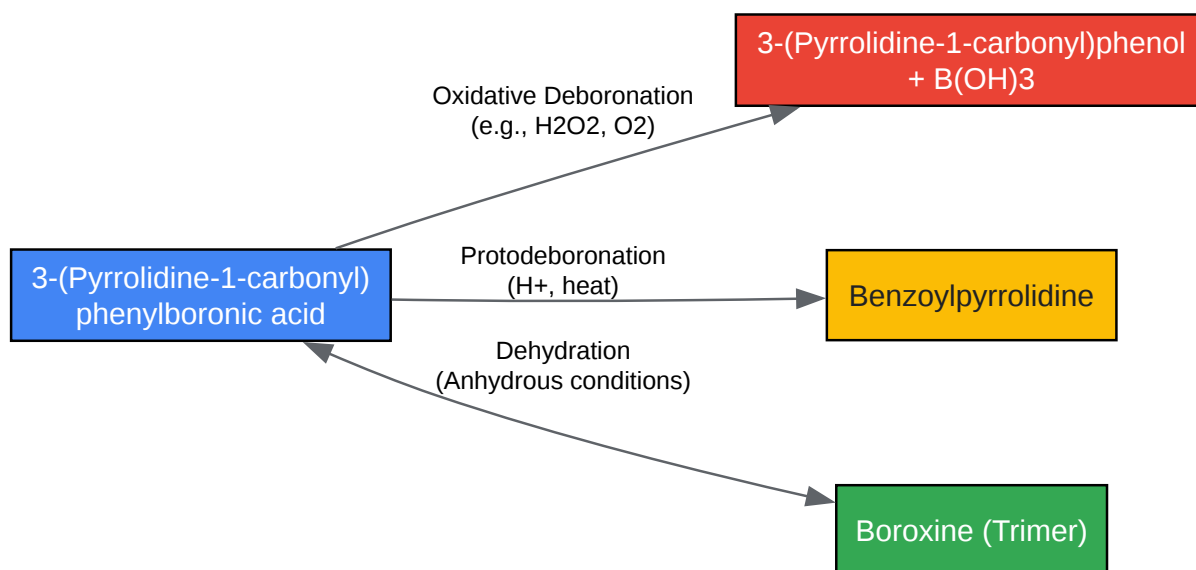 3-(Pyrrolidine-1-carbonyl)phenol
+ B(OH)3
Oxidative Deboronation
(e.g., H2O2, O2)
3-(Pyrrolidine-1-carbonyl)
phenylboronic acid
Protodeboronation
(H+, heat)
Benzoylpyrrolidine
Dehydration
(Anhydrous conditions)
Boroxine (Trimer)